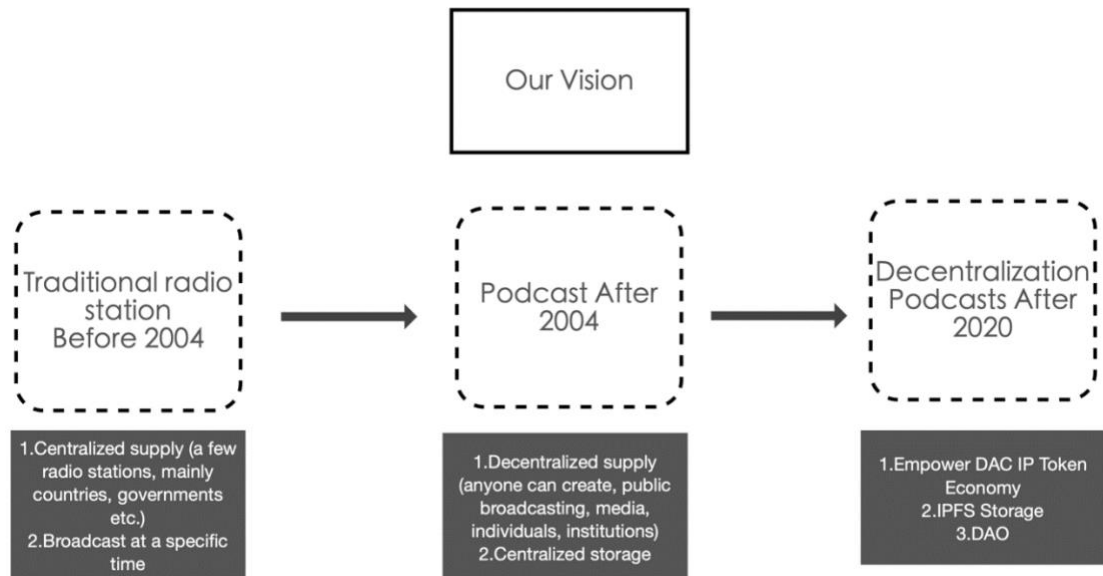 Our Vision
Traditional radio
station
Before 2004
Podcast After
2004
Decentralization
Podcasts After
2020
1.Centralized supply (a few
radio stations, mainly
countries, governments
etc.)
2.Broadcast at a specific
time
1.Decentralized supply
(anyone can create, public
broadcasting, media,
individuals, institutions)
2.Centralized storage
1.Empower DAC IP Token
Economy
2.IPFS Storage
3.DAO